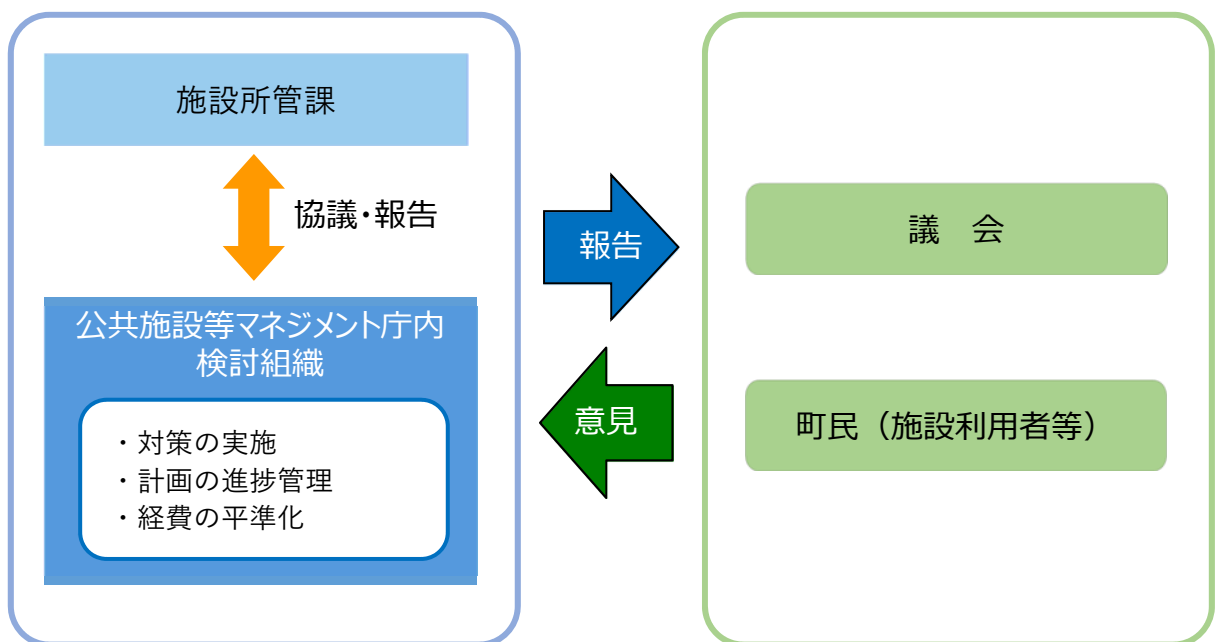 施設所管課
協議・報告
公共施設等マネジメント庁内
検討組織
・対策の実施
・計画の進捗管理
・経費の平準化
報告
意見
議　会
町民（施設利用者等）